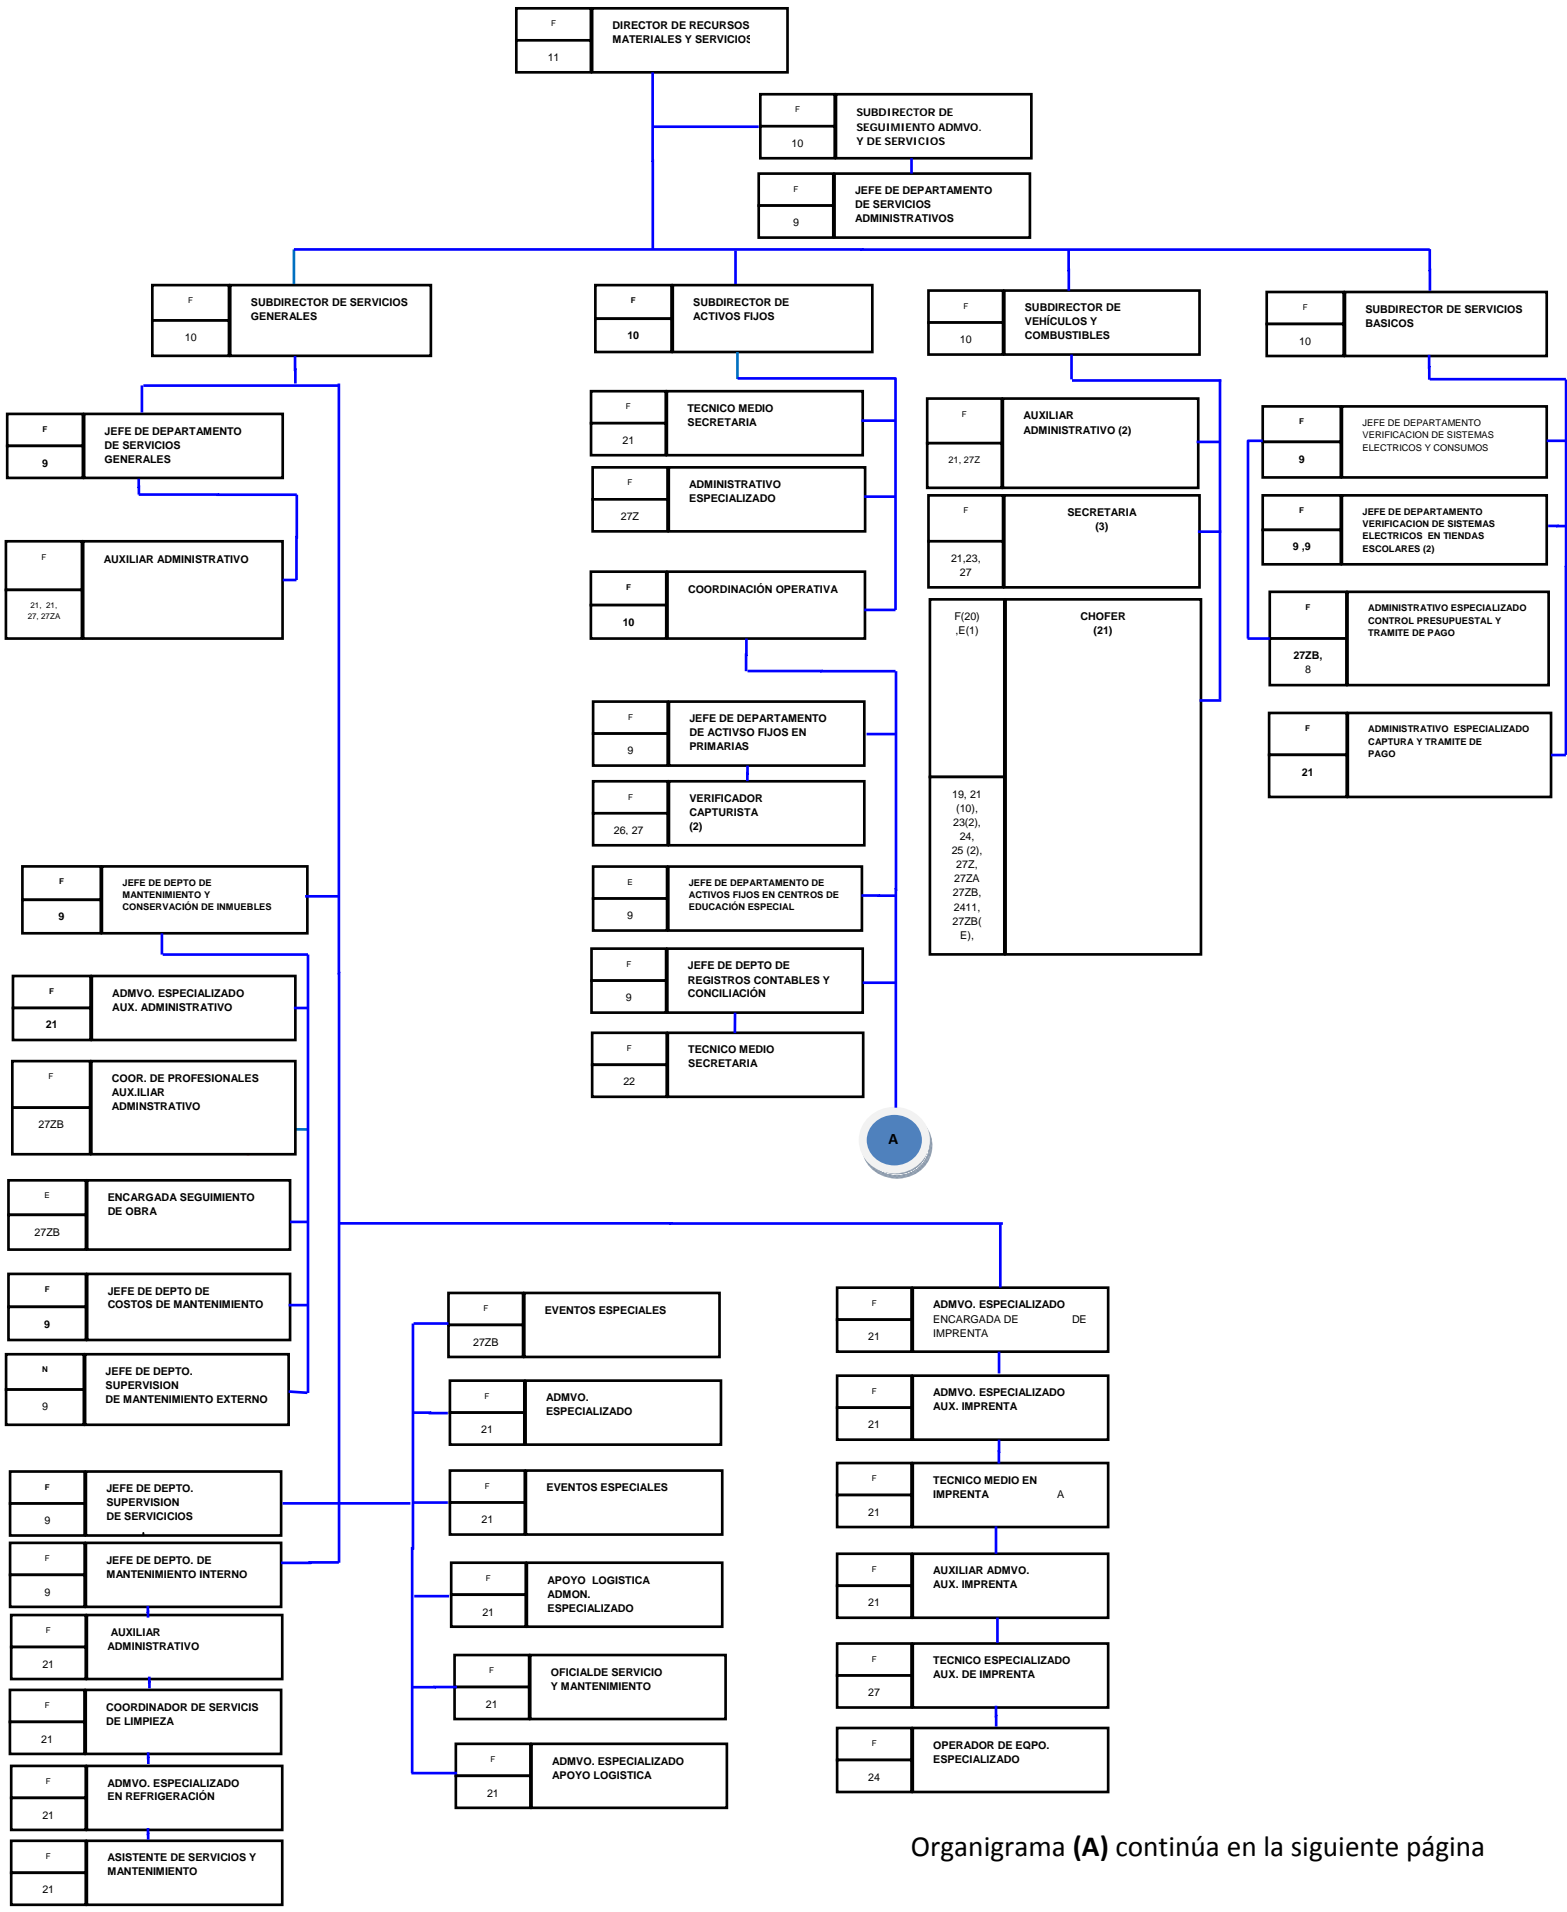 F
DIRECTOR DE RECURSOS
MATERIALES Y SERVICIOS
11
F
SUBDIRECTOR DE
SEGUIMIENTO ADMVO.
Y DE SERVICIOS
10
F
JEFE DE DEPARTAMENTO
DE SERVICIOS
ADMINISTRATIVOS
9
F
SUBDIRECTOR DE SERVICIOS
GENERALES
10
F
SUBDIRECTOR DE
ACTIVOS FIJOS
10
F
SUBDIRECTOR DE
VEHÍCULOS Y
COMBUSTIBLES
10
F
SUBDIRECTOR DE SERVICIOS
BASICOS
10
F
JEFE DE DEPARTAMENTO
DE SERVICIOS
GENERALES
9
F
AUXILIAR ADMINISTRATIVO
21, 21,
27, 27ZA
F
JEFE DE DEPTO DE
MANTENIMIENTO Y
CONSERVACIÓN DE INMUEBLES
9
F
ADMVO. ESPECIALIZADO
AUX. ADMINISTRATIVO
21
F
COOR. DE PROFESIONALES
AUX.ILIAR
ADMINSTRATIVO
27ZB
E
ENCARGADA SEGUIMIENTO
DE OBRA
27ZB
F
JEFE DE DEPTO DE
COSTOS DE MANTENIMIENTO
9
N
JEFE DE DEPTO.
SUPERVISION
DE MANTENIMIENTO EXTERNO
9
F
JEFE DE DEPTO.
SUPERVISION
DE SERVICICIOS
9
F
JEFE DE DEPTO. DE
MANTENIMIENTO INTERNO
9
F
AUXILIAR
ADMINISTRATIVO
21
F
COORDINADOR DE SERVICIS
DE LIMPIEZA
21
F
ADMVO. ESPECIALIZADO
EN REFRIGERACIÓN
21
F
ASISTENTE DE SERVICIOS Y
MANTENIMIENTO
21
F
EVENTOS ESPECIALES
27ZB
F
ADMVO.
ESPECIALIZADO
21
F
EVENTOS ESPECIALES
21
F
APOYO LOGISTICA
ADMON.
ESPECIALIZADO
21
F
OFICIALDE SERVICIO
Y MANTENIMIENTO
21
F
ADMVO. ESPECIALIZADO
APOYO LOGISTICA
21
F
TECNICO MEDIO
SECRETARIA
21
F
ADMINISTRATIVO
ESPECIALIZADO
27Z
F
COORDINACIÓN OPERATIVA
10
F
JEFE DE DEPARTAMENTO
DE ACTIVSO FIJOS EN
PRIMARIAS
9
F
VERIFICADOR
CAPTURISTA
(2)
26, 27
E
JEFE DE DEPARTAMENTO DE
ACTIVOS FIJOS EN CENTROS DE
EDUCACIÓN ESPECIAL
9
F
JEFE DE DEPTO DE
REGISTROS CONTABLES Y
CONCILIACIÓN
9
F
TECNICO MEDIO
SECRETARIA
22
A
F
ADMVO. ESPECIALIZADO
ENCARGADA DE DE
IMPRENTA
21
F
ADMVO. ESPECIALIZADO
AUX. IMPRENTA
21
F
TECNICO MEDIO EN
IMPRENTA A
21
F
AUXILIAR ADMVO.
AUX. IMPRENTA
21
F
TECNICO ESPECIALIZADO
AUX. DE IMPRENTA
27
F
OPERADOR DE EQPO.
ESPECIALIZADO
24
F
AUXILIAR
ADMINISTRATIVO (2)
21, 27Z
F
SECRETARIA
(3)
21,23,
27
F(20)
,E(1)
CHOFER
(21)
19, 21
(10),
23(2),
24,
25 (2),
27Z,
27ZA
27ZB,
2411,
27ZB(
E),
F
JEFE DE DEPARTAMENTO
VERIFICACION DE SISTEMAS
ELECTRICOS Y CONSUMOS
9
F
JEFE DE DEPARTAMENTO
VERIFICACION DE SISTEMAS
ELECTRICOS EN TIENDAS
ESCOLARES (2)
9 ,9
F
ADMINISTRATIVO ESPECIALIZADO
CONTROL PRESUPUESTAL Y
TRAMITE DE PAGO
27ZB,
8
F
ADMINISTRATIVO ESPECIALIZADO
CAPTURA Y TRAMITE DE
PAGO
21
Organigrama (A) continúa en la siguiente página